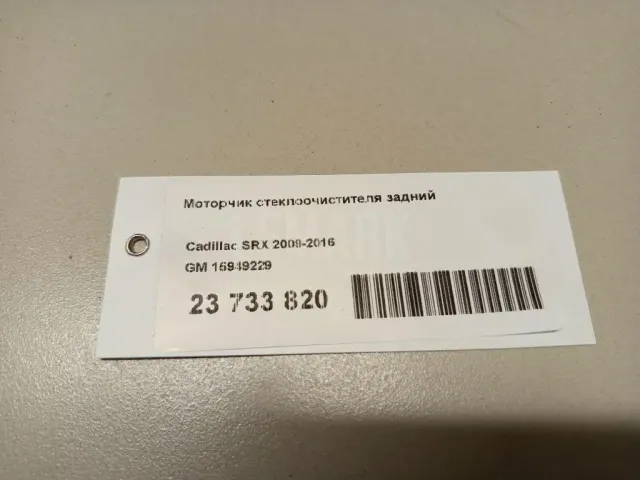 Моторчик стеклоочистителя задний
Cadillac SRX 2009-2016
GM 15949229
23 733 820